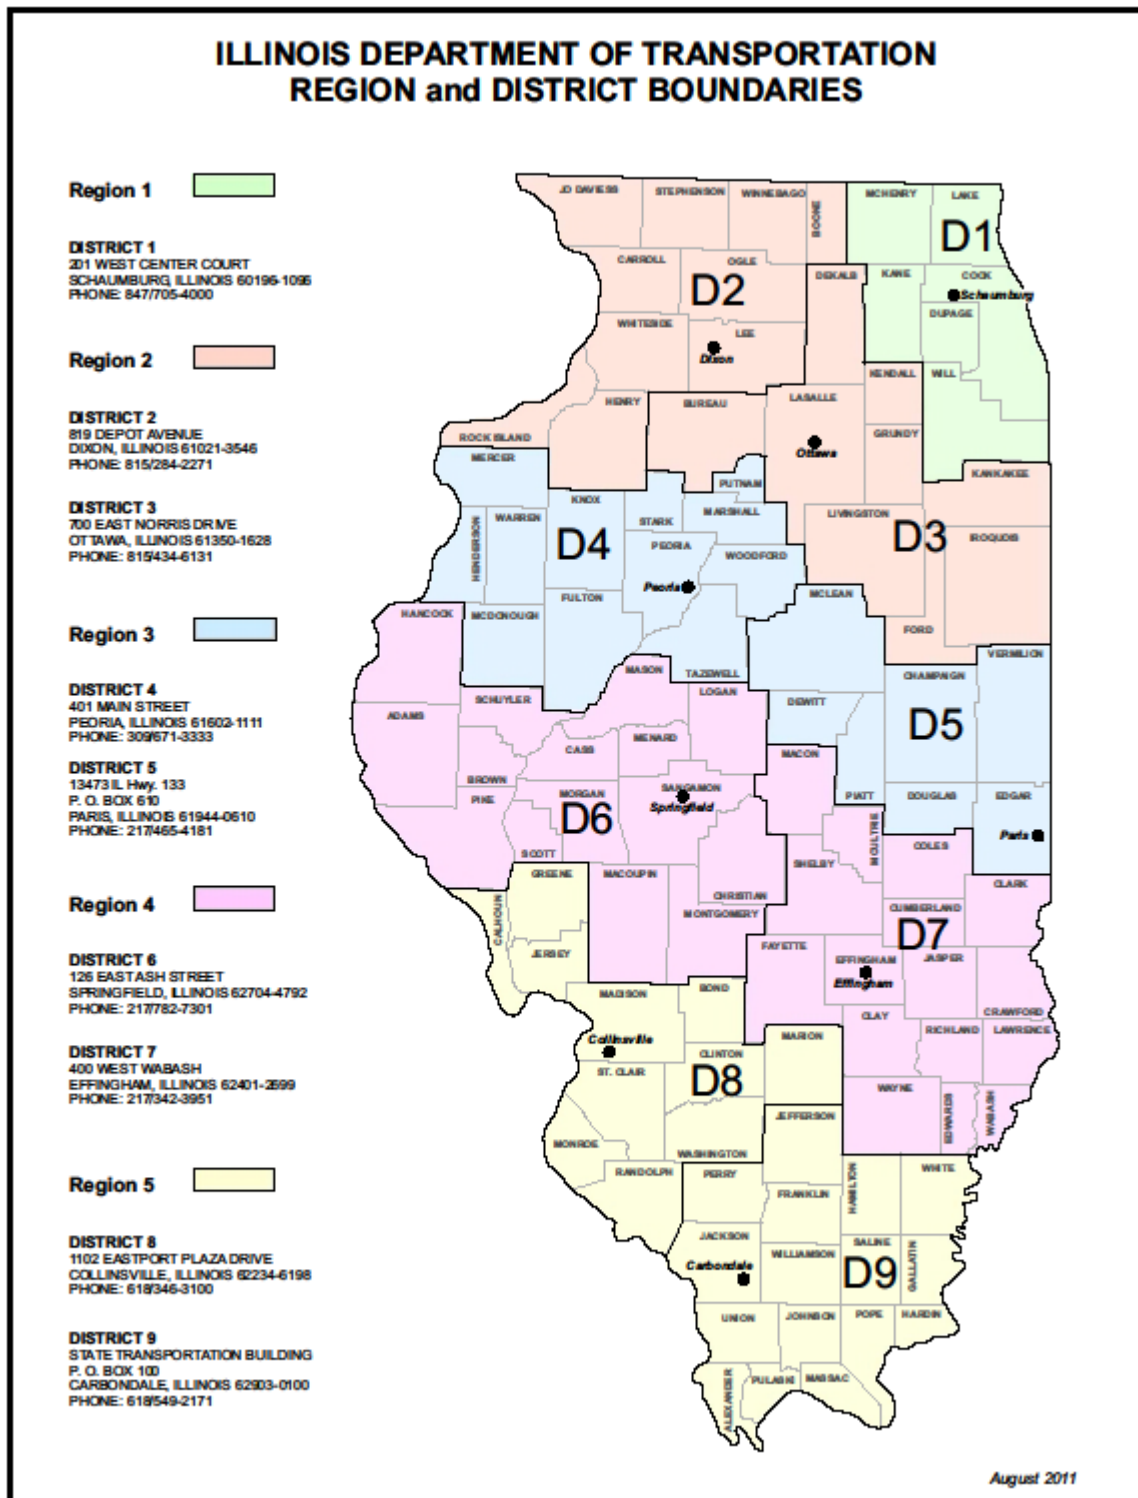 ILLINOIS DEPARTMENT OF TRANSPORTATION
REGION and DISTRICT BOUNDARIES
Region 1
DISTRICT 1
201 WEST CENTER COURT
SCHAUMBURG, ILLINOIS 60196-1096
PHONE: 847/705-4000
Region 2
DISTRICT 2
819 DEPOT AVENUE
DIXON, ILLINOIS 61021-3546
PHONE: 815/284-2271
DISTRICT 3
700 EAST NORRIS DRIVE
OTTAWA, ILLINOIS 61350-1628
PHONE: 815/434-6131
Region 3
DISTRICT 4
401 MAIN STREET
PEORIA, ILLINOIS 61602-1111
PHONE: 309/671-3333
DISTRICT 5
13473 IL Hwy. 133
P. O. BOX 610
PARIS, ILLINOIS 61944-0610
PHONE: 217/465-4181
Region 4
DISTRICT 6
126 EAST ASH STREET
SPRINGFIELD, ILLINOIS 62704-4792
PHONE: 217/782-7301
DISTRICT 7
400 WEST WABASH
EFFINGHAM, ILLINOIS 62401-2699
PHONE: 217/342-3951
Region 5
DISTRICT 8
1102 EASTPORT PLAZA DRIVE
COLLINSVILLE, ILLINOIS 62234-6198
PHONE: 618/346-3100
DISTRICT 9
STATE TRANSPORTATION BUILDING
P. O. BOX 100
CARBONDALE, ILLINOIS 62903-0100
PHONE: 618/549-2171
JO DAVIESS
STEPHENSON
WINNEBAGO
BOONE
MCHENRY
LAKE
D1
CARROLL
OGLE
DEKALB
KANE
COOK
D2
Schaumburg
DUPAGE
WHITESIDE
LEE
Dixon
KENDALL
WILL
HENRY
BUREAU
LASALLE
ROCK ISLAND
GRUNDY
Ottawa
MERCER
KANKAKEE
PUTNAM
KNOX
STARK
MARSHALL
LIVINGSTON
HENDERSON
WARREN
D4
D3
IROQUOIS
PEORIA
WOODFORD
Peoria
FULTON
MCLEAN
HANCOCK
MCDONOUGH
FORD
VERMILION
MASON
TAZEWELL
CHAMPAIGN
SCHUYLER
LOGAN
DEWITT
ADAMS
D5
MENARD
CASS
MACON
BROWN
SANGAMON
PIKE
MORGAN
PIATT
DOUGLAS
EDGAR
Springfield
D6
Paris
MOULTRIE
COLES
SCOTT
SHELBY
GREENE
MACOUPIN
CLARK
CHRISTIAN
CUMBERLAND
MONTGOMERY
CALHOUN
D7
FAYETTE
JERSEY
EFFINGHAM
JASPER
Effingham
MADISON
BOND
CRAWFORD
CLAY
RICHLAND
LAWRENCE
Collinsville
MARION
CLINTON
ST. CLAIR
D8
WAYNE
EDWARDS
WABASH
JEFFERSON
MONROE
WASHINGTON
RANDOLPH
PERRY
HAMILTON
WHITE
FRANKLIN
JACKSON
SALINE
WILLIAMSON
Carbondale
D9
GALLATIN
UNION
JOHNSON
POPE
HARDIN
PULASKI
MASSAC
ALEXANDER
August 2011